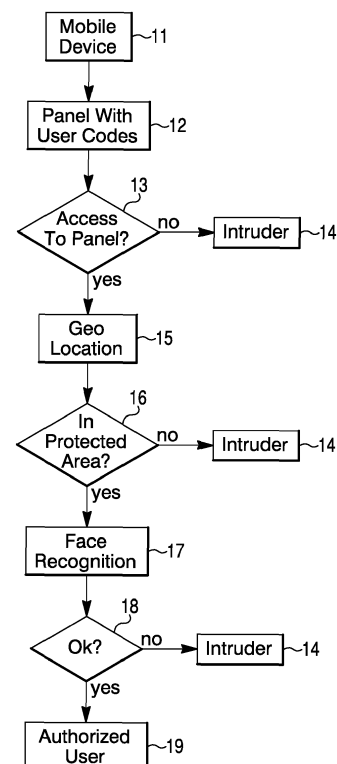 Mobile
Device
11
Panel With
User Codes
12
13
Access
To Panel?
no
Intruder
14
yes
Geo
Location
15
16
In
Protected
Area?
no
Intruder
14
yes
Face
Recognition
17
18
Ok?
no
Intruder
14
yes
Authorized
User
19